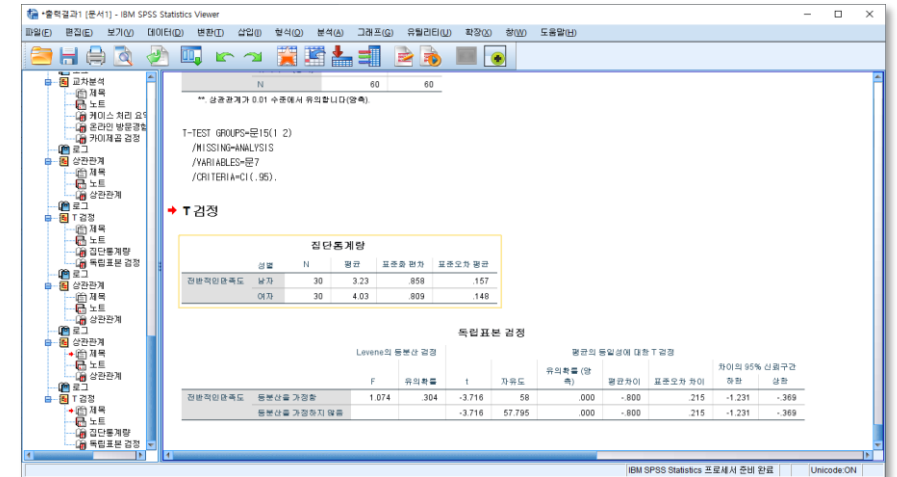 *출력결과1 [문서1] - IBM SPSS Statistics Viewer
파일(E) 편집(E) 보기(V) 데이터(D) 변환(T) 삽입(I) 형식(O) 분석(A) 그래프(G) 유틸리티(U) 확장(X) 창(W) 도움말(H)
교차분석
제목
노트
케이스 처리 요약
온라인 방문경험
카이제곱 검정
로그
상관관계
제목
노트
상관관계
로그
T 검정
제목
노트
집단통계량
독립표본 검정
로그
상관관계
제목
노트
상관관계
로그
상관관계
제목
노트
상관관계
로그
T 검정
제목
노트
집단통계량
독립표본 검정
N 60 60
**. 상관관계가 0.01 수준에서 유의합니다(양측).
T-TEST GROUPS=문15(1 2)
/MISSING=ANALYSIS
/VARIABLES=문7
/CRITERIA=CI(.95).
T 검정
집단통계량
성별 N 평균 표준화 편차 표준오차 평균
전반적인만족도 남자 30 3.23 .858 .157
여자 30 4.03 .809 .148
독립표본 검정
Levene의 등분산 검정 평균의 동일성에 대한 T 검정
F 유의확률 t 자유도 유의확률 (양측) 평균차이 표준오차 차이 차이의 95% 신뢰구간 하한 상한
전반적인만족도 등분산을 가정함 1.074 .304 -3.716 58 .000 -.800 .215 -1.231 -.369
등분산을 가정하지 않음 -3.716 57.795 .000 -.800 .215 -1.231 -.369
IBM SPSS Statistics 프로세서 준비 완료 Unicode:ON